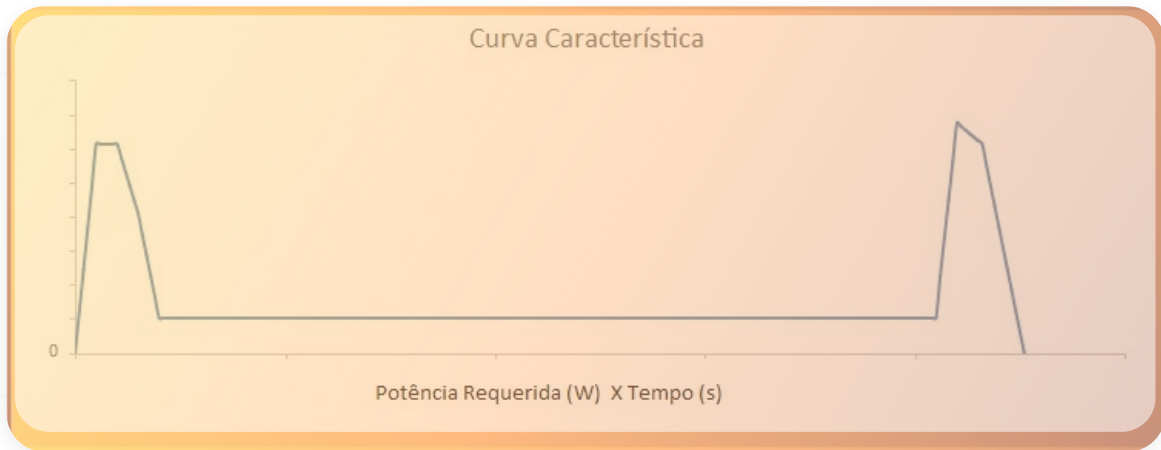 Curva Característica
0
Potência Requerida (W) X Tempo (s)